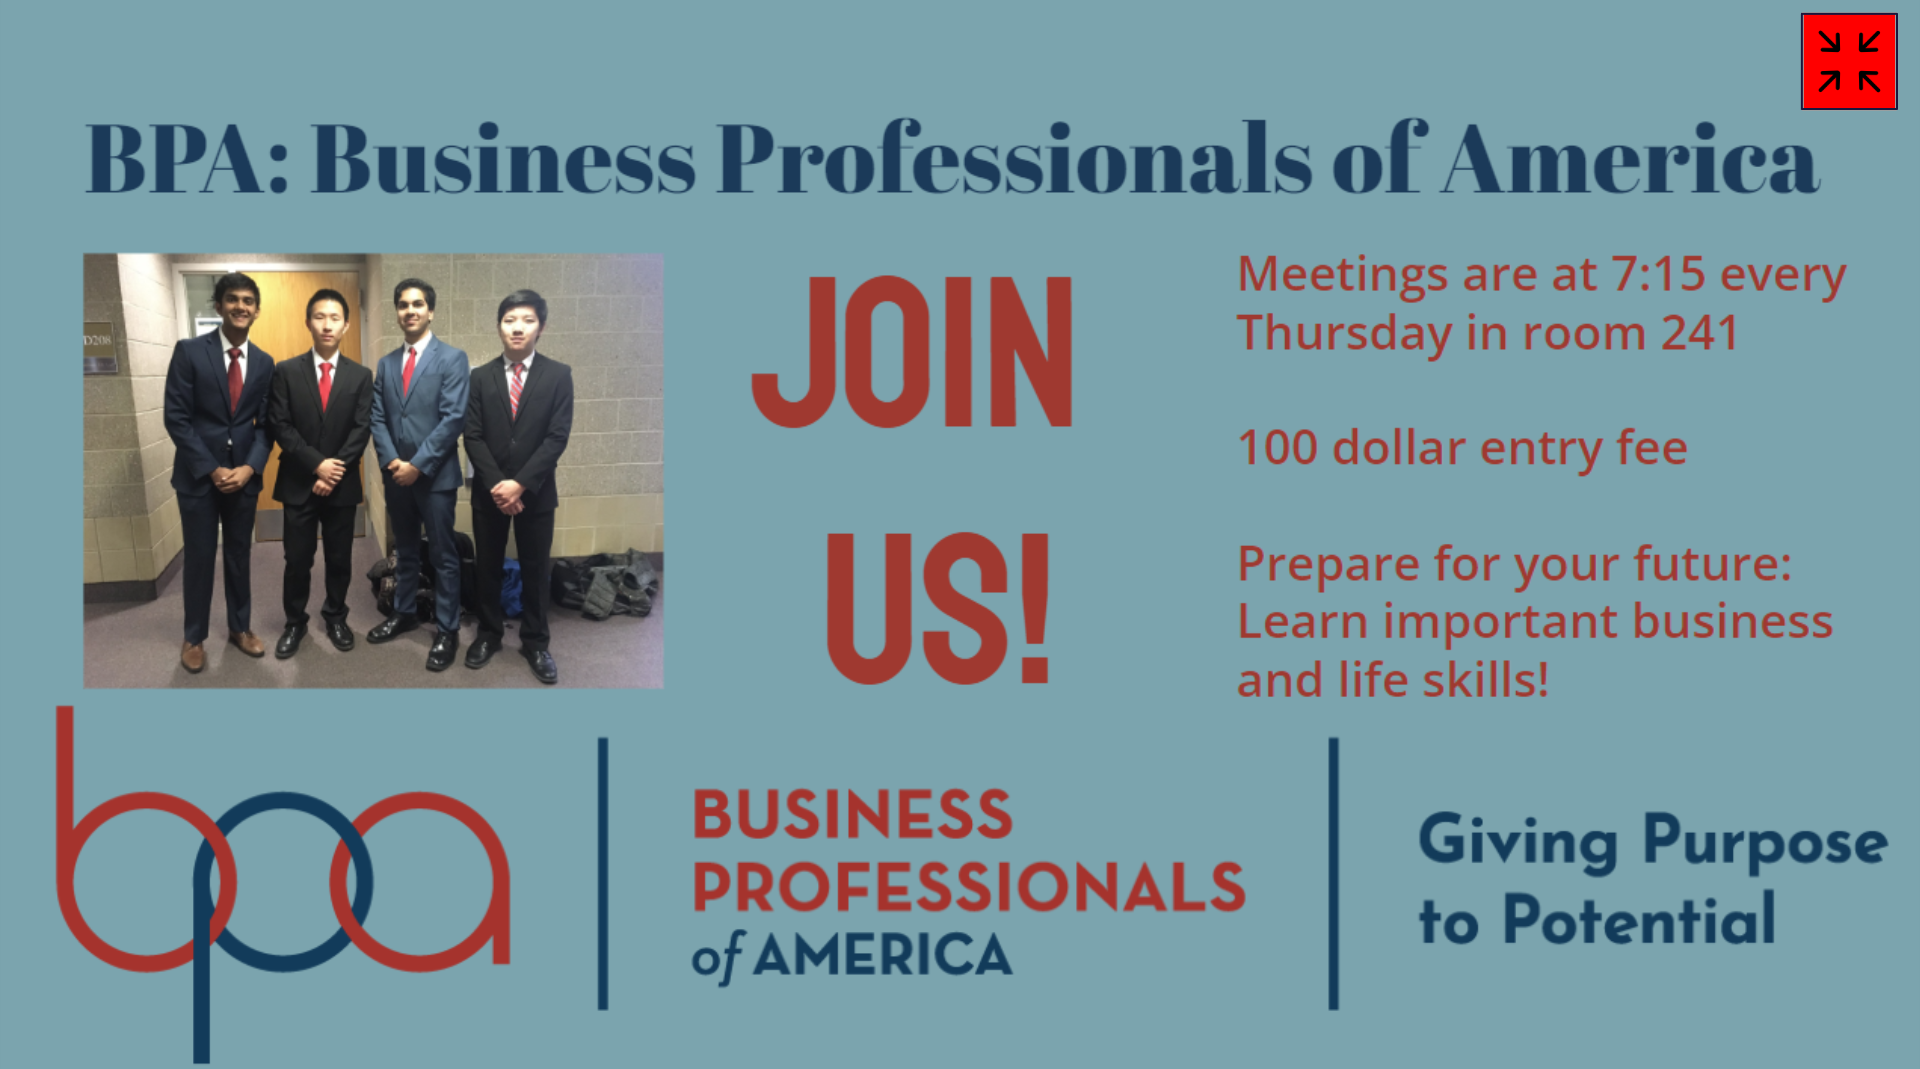 BPA: Business Professionals of America
D208
JOIN
US!
Meetings are at 7:15 every
Thursday in room 241
100 dollar entry fee
Prepare for your future:
Learn important business
and life skills!
bpa
BUSINESS
PROFESSIONALS
of AMERICA
Giving Purpose
to Potential